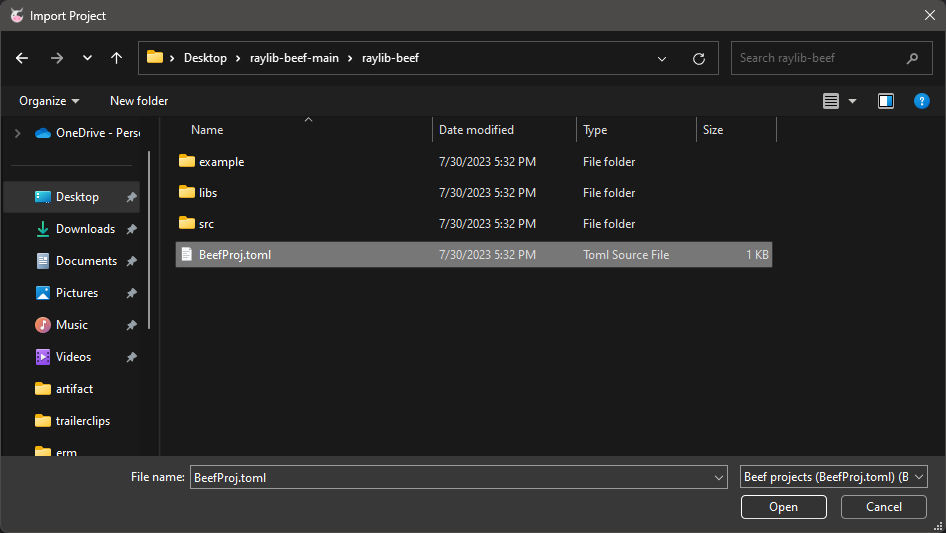 Import Project
Desktop raylib-beef-main raylib-beef
Search raylib-beef
Organize New folder
OneDrive - Perso
Desktop
Downloads
Documents
Pictures
Music
Videos
artifact
trailerclips
erm
Name Date modified Type Size
example 7/30/2023 5:32 PM File folder
libs 7/30/2023 5:32 PM File folder
src 7/30/2023 5:32 PM File folder
BeefProj.toml 7/30/2023 5:32 PM Toml Source File 1 KB
File name: BeefProj.toml
Beef projects (BeefProj.toml) (B
Open Cancel